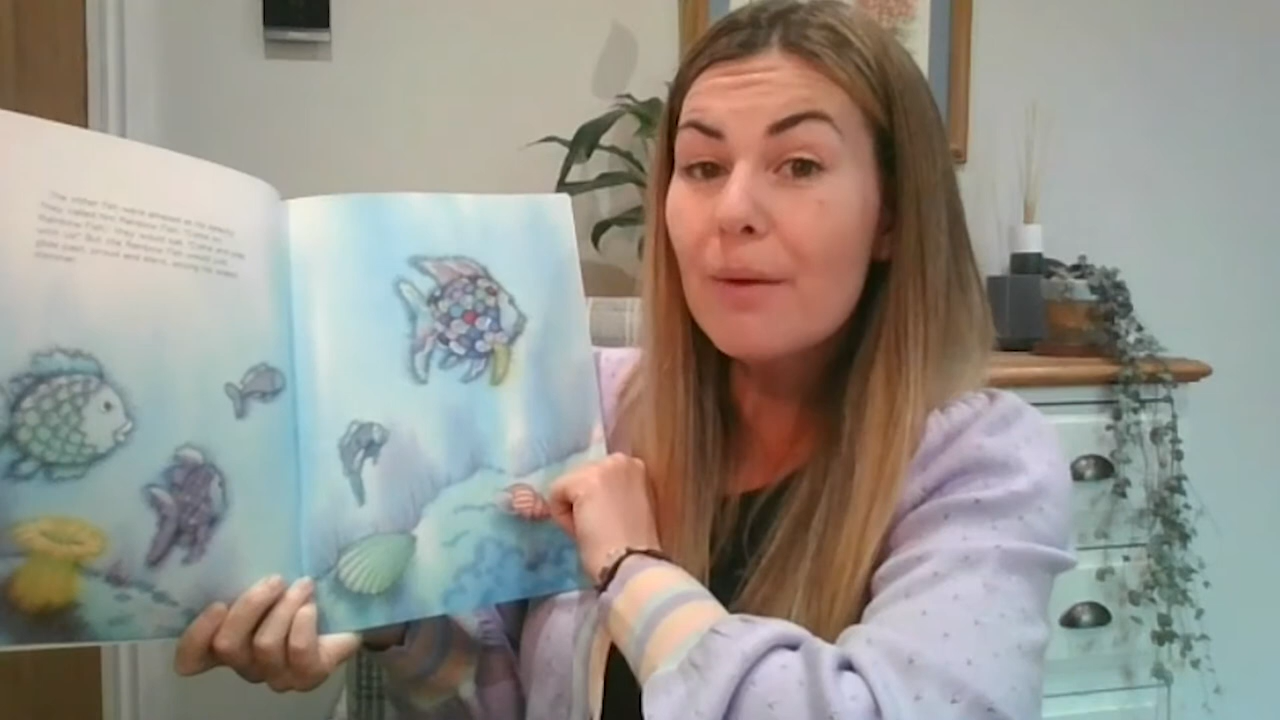 The other fish were amazed at his beauty.
They called him Rainbow Fish. "Come on,
Rainbow Fish," they would call. "Come and play
with us!" But the Rainbow Fish would just
glide past, proud and silent, letting his scales
shimmer.